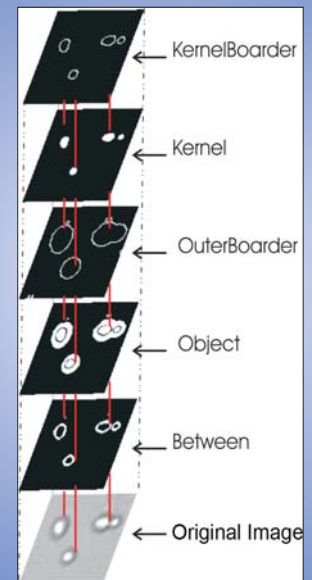 KernelBoarder
Kernel
OuterBoarder
Object
Between
Original Image